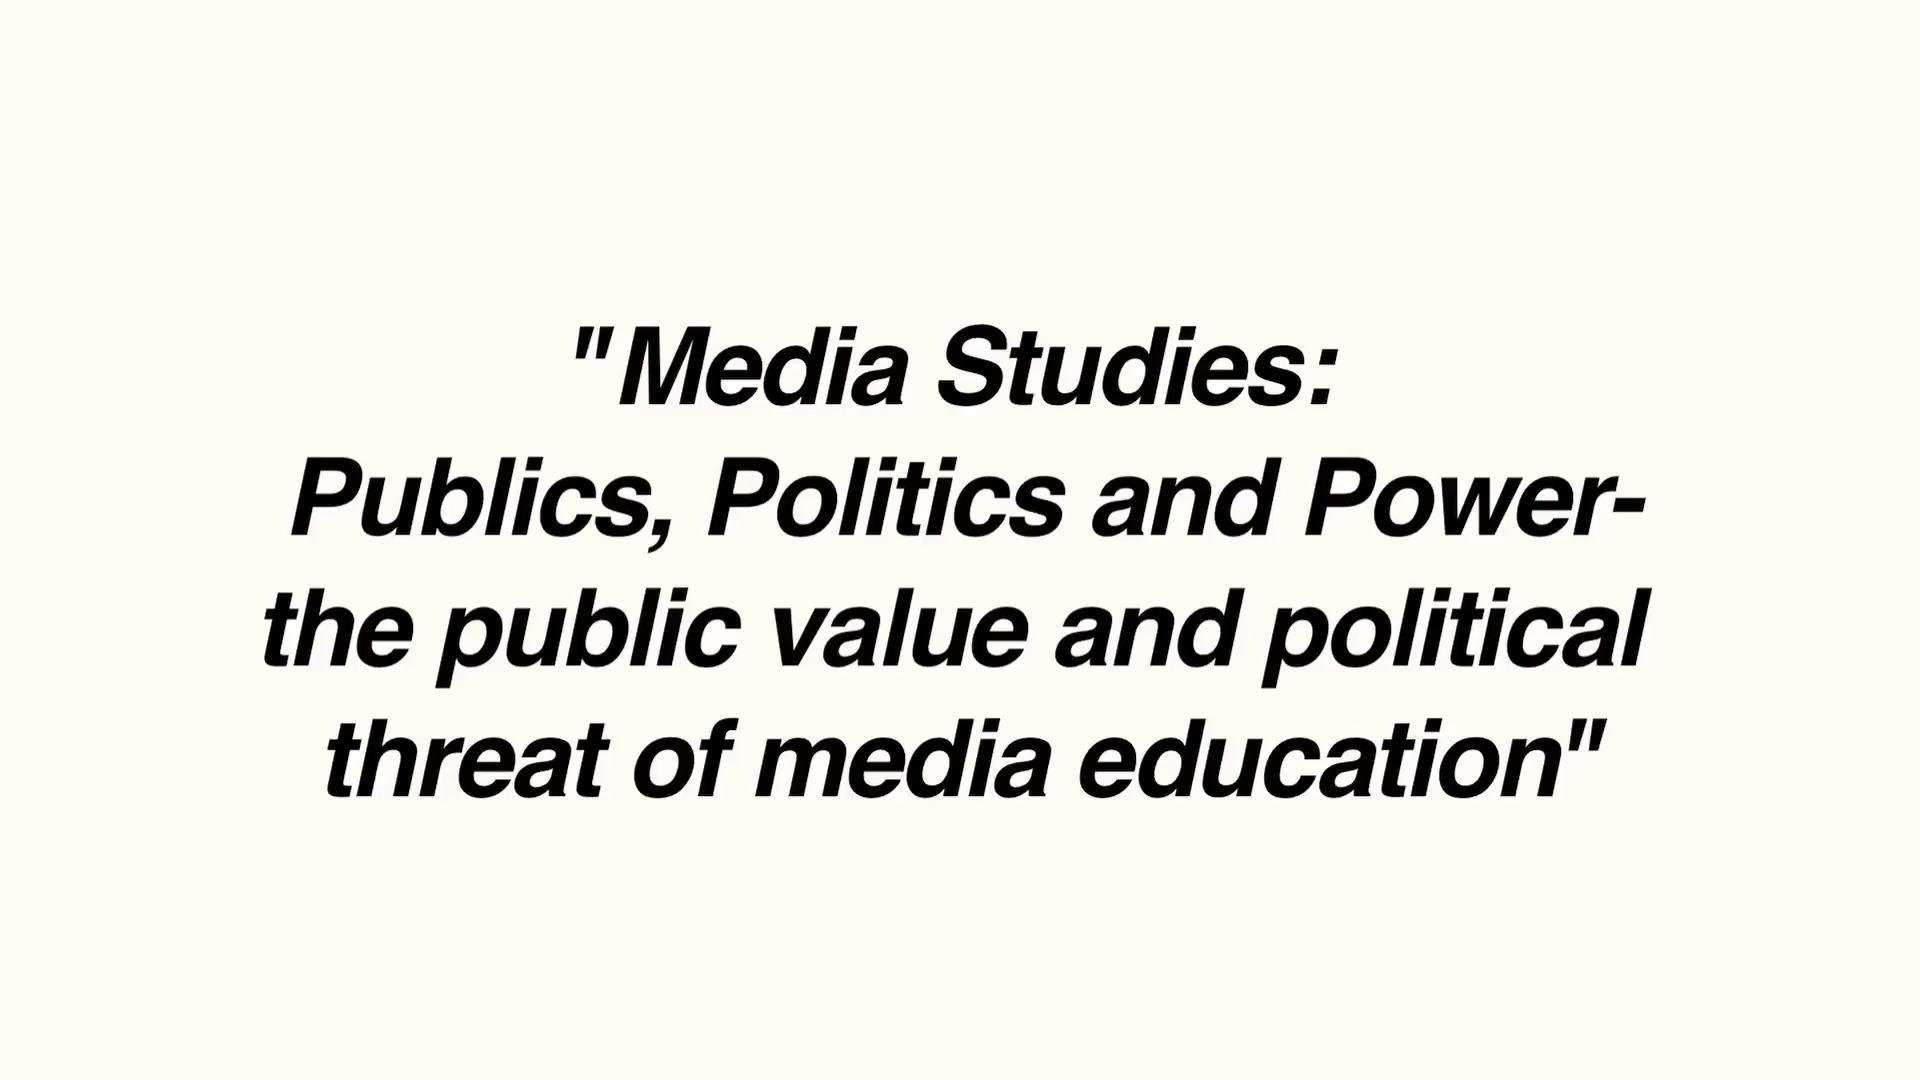 "Media Studies:
Publics, Politics and Power-
the public value and political
threat of media education"